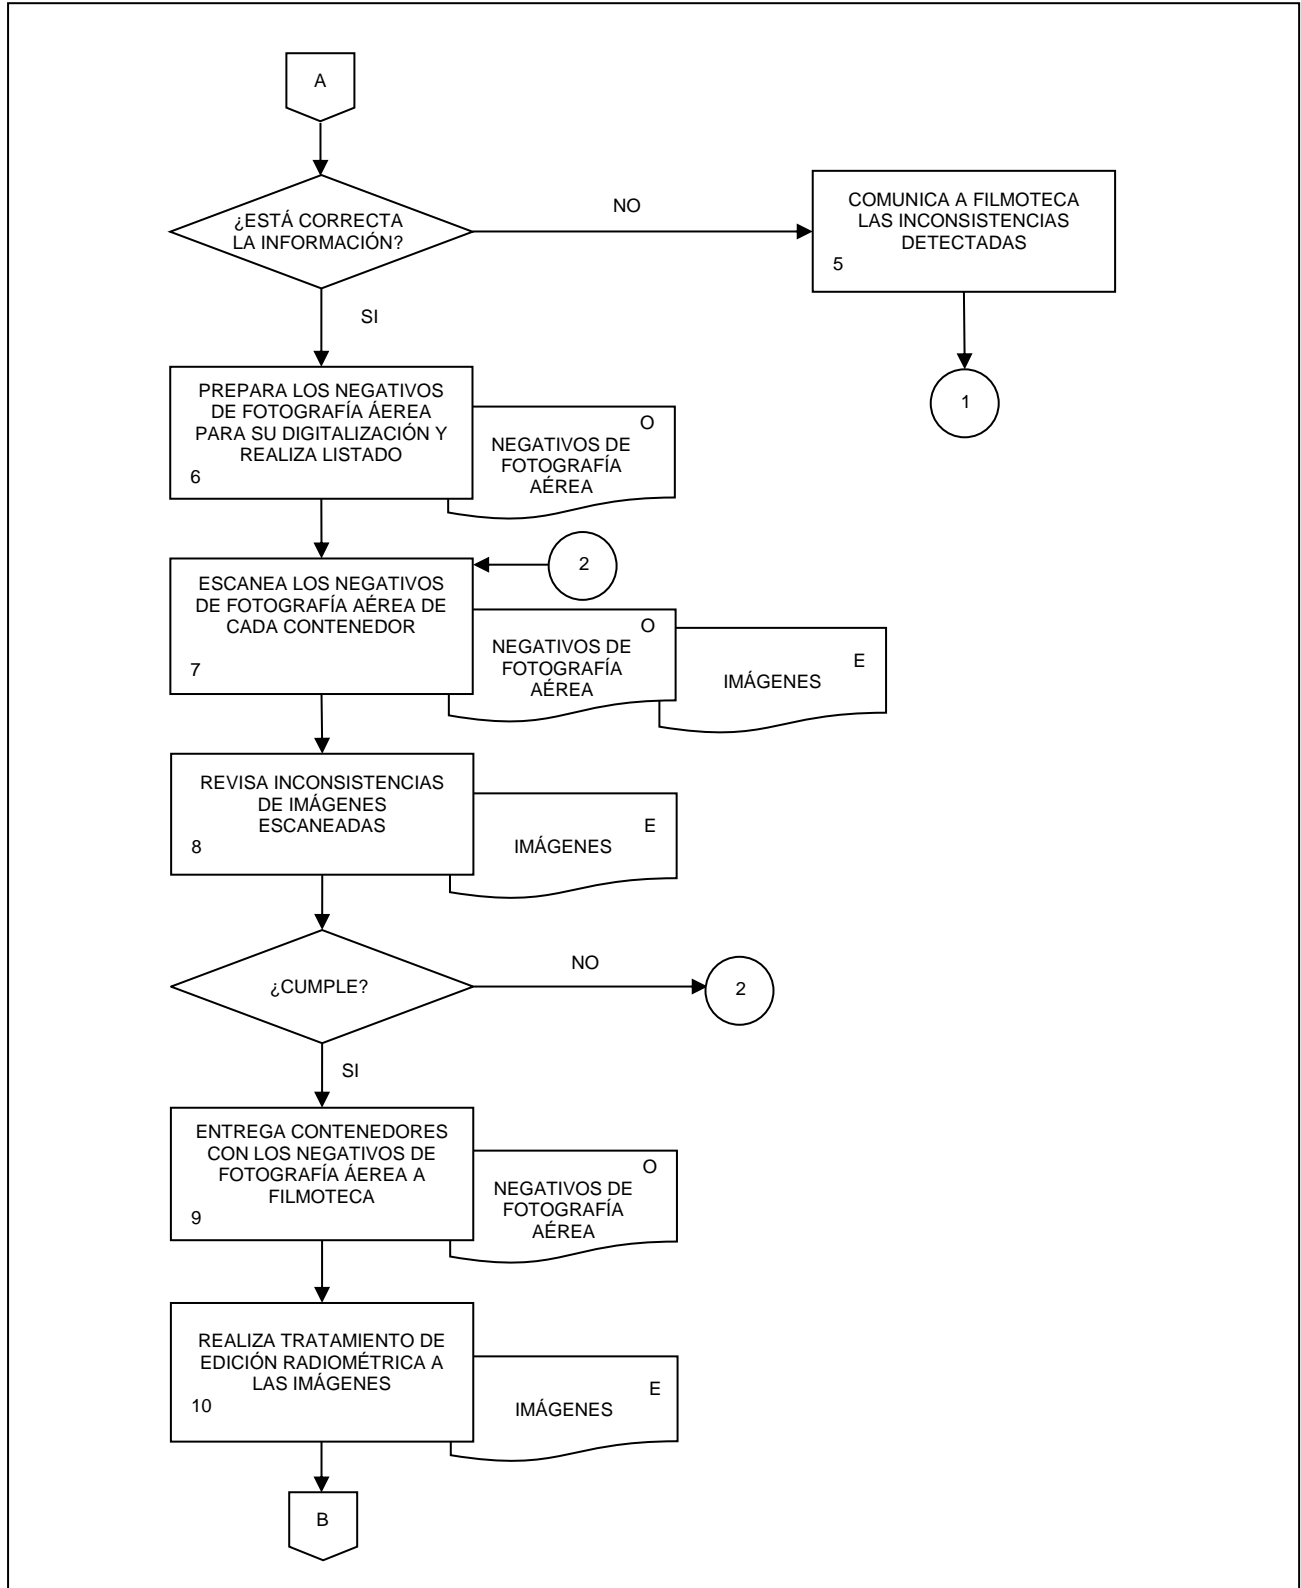 A
¿ESTÁ CORRECTA
LA INFORMACIÓN?
NO
COMUNICA A FILMOTECA
LAS INCONSISTENCIAS
DETECTADAS
5
SI
1
PREPARA LOS NEGATIVOS
DE FOTOGRAFÍA ÁEREA
PARA SU DIGITALIZACIÓN Y
REALIZA LISTADO
6
O
NEGATIVOS DE
FOTOGRAFÍA
AÉREA
2
ESCANEA LOS NEGATIVOS
DE FOTOGRAFÍA AÉREA DE
CADA CONTENEDOR
7
O
NEGATIVOS DE
FOTOGRAFÍA
AÉREA
E
IMÁGENES
REVISA INCONSISTENCIAS
DE IMÁGENES
ESCANEADAS
8
E
IMÁGENES
¿CUMPLE?
NO
2
SI
ENTREGA CONTENEDORES
CON LOS NEGATIVOS DE
FOTOGRAFÍA ÁEREA A
FILMOTECA
9
O
NEGATIVOS DE
FOTOGRAFÍA
AÉREA
REALIZA TRATAMIENTO DE
EDICIÓN RADIOMÉTRICA A
LAS IMÁGENES
10
E
IMÁGENES
B